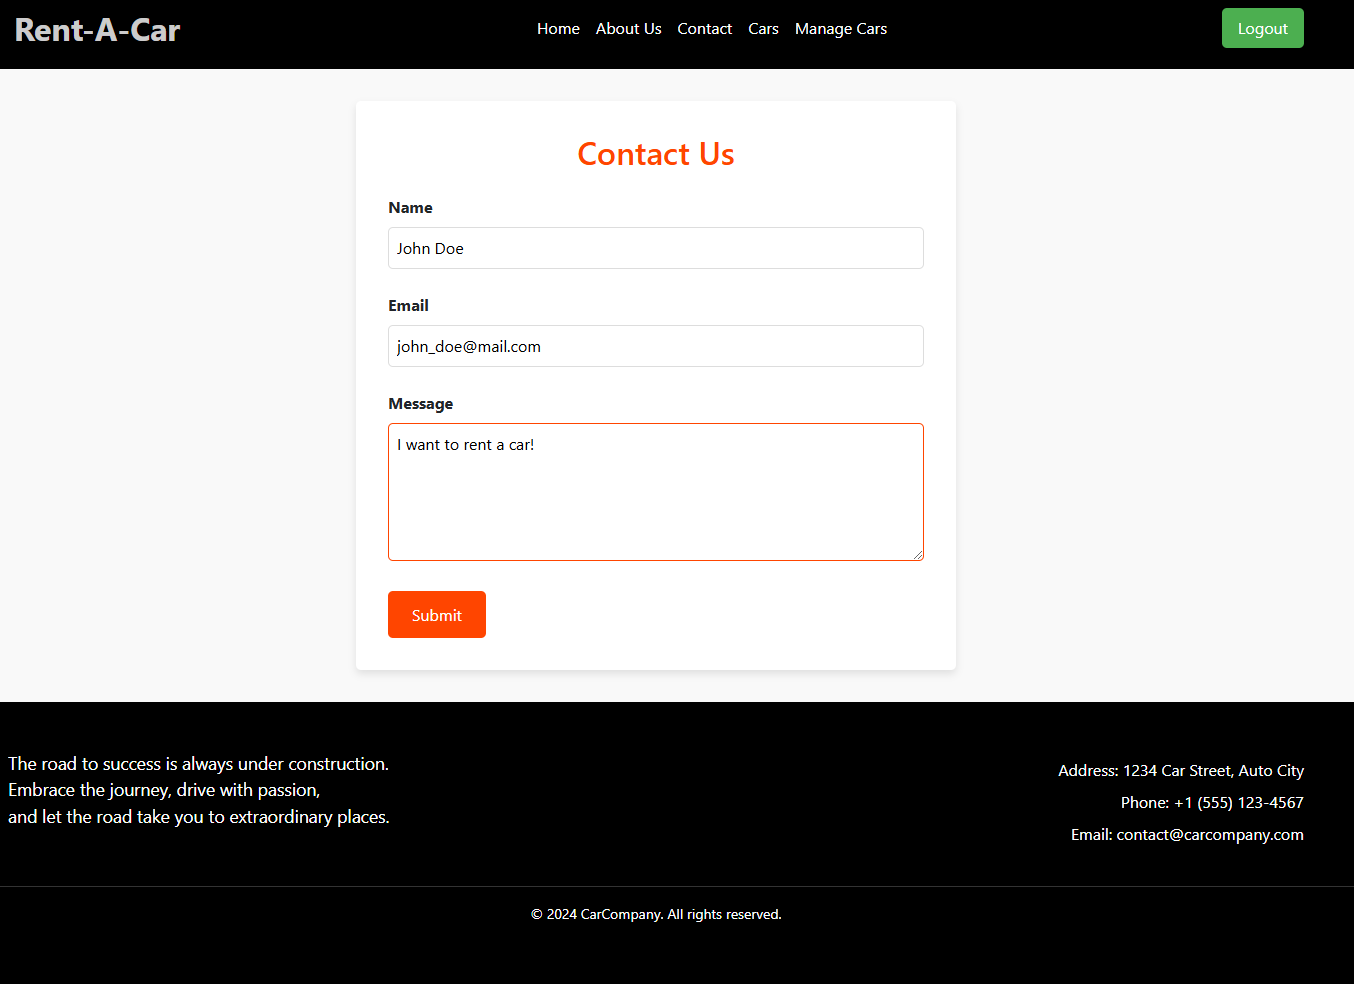 Rent-A-Car
Home About Us Contact Cars Manage Cars
Logout
Contact Us
Name
John Doe
Email
john_doe@mail.com
Message
I want to rent a car!
Submit
The road to success is always under construction.
Embrace the journey, drive with passion,
and let the road take you to extraordinary places.
Address: 1234 Car Street, Auto City
Phone: +1 (555) 123-4567
Email: contact@carcompany.com
© 2024 CarCompany. All rights reserved.